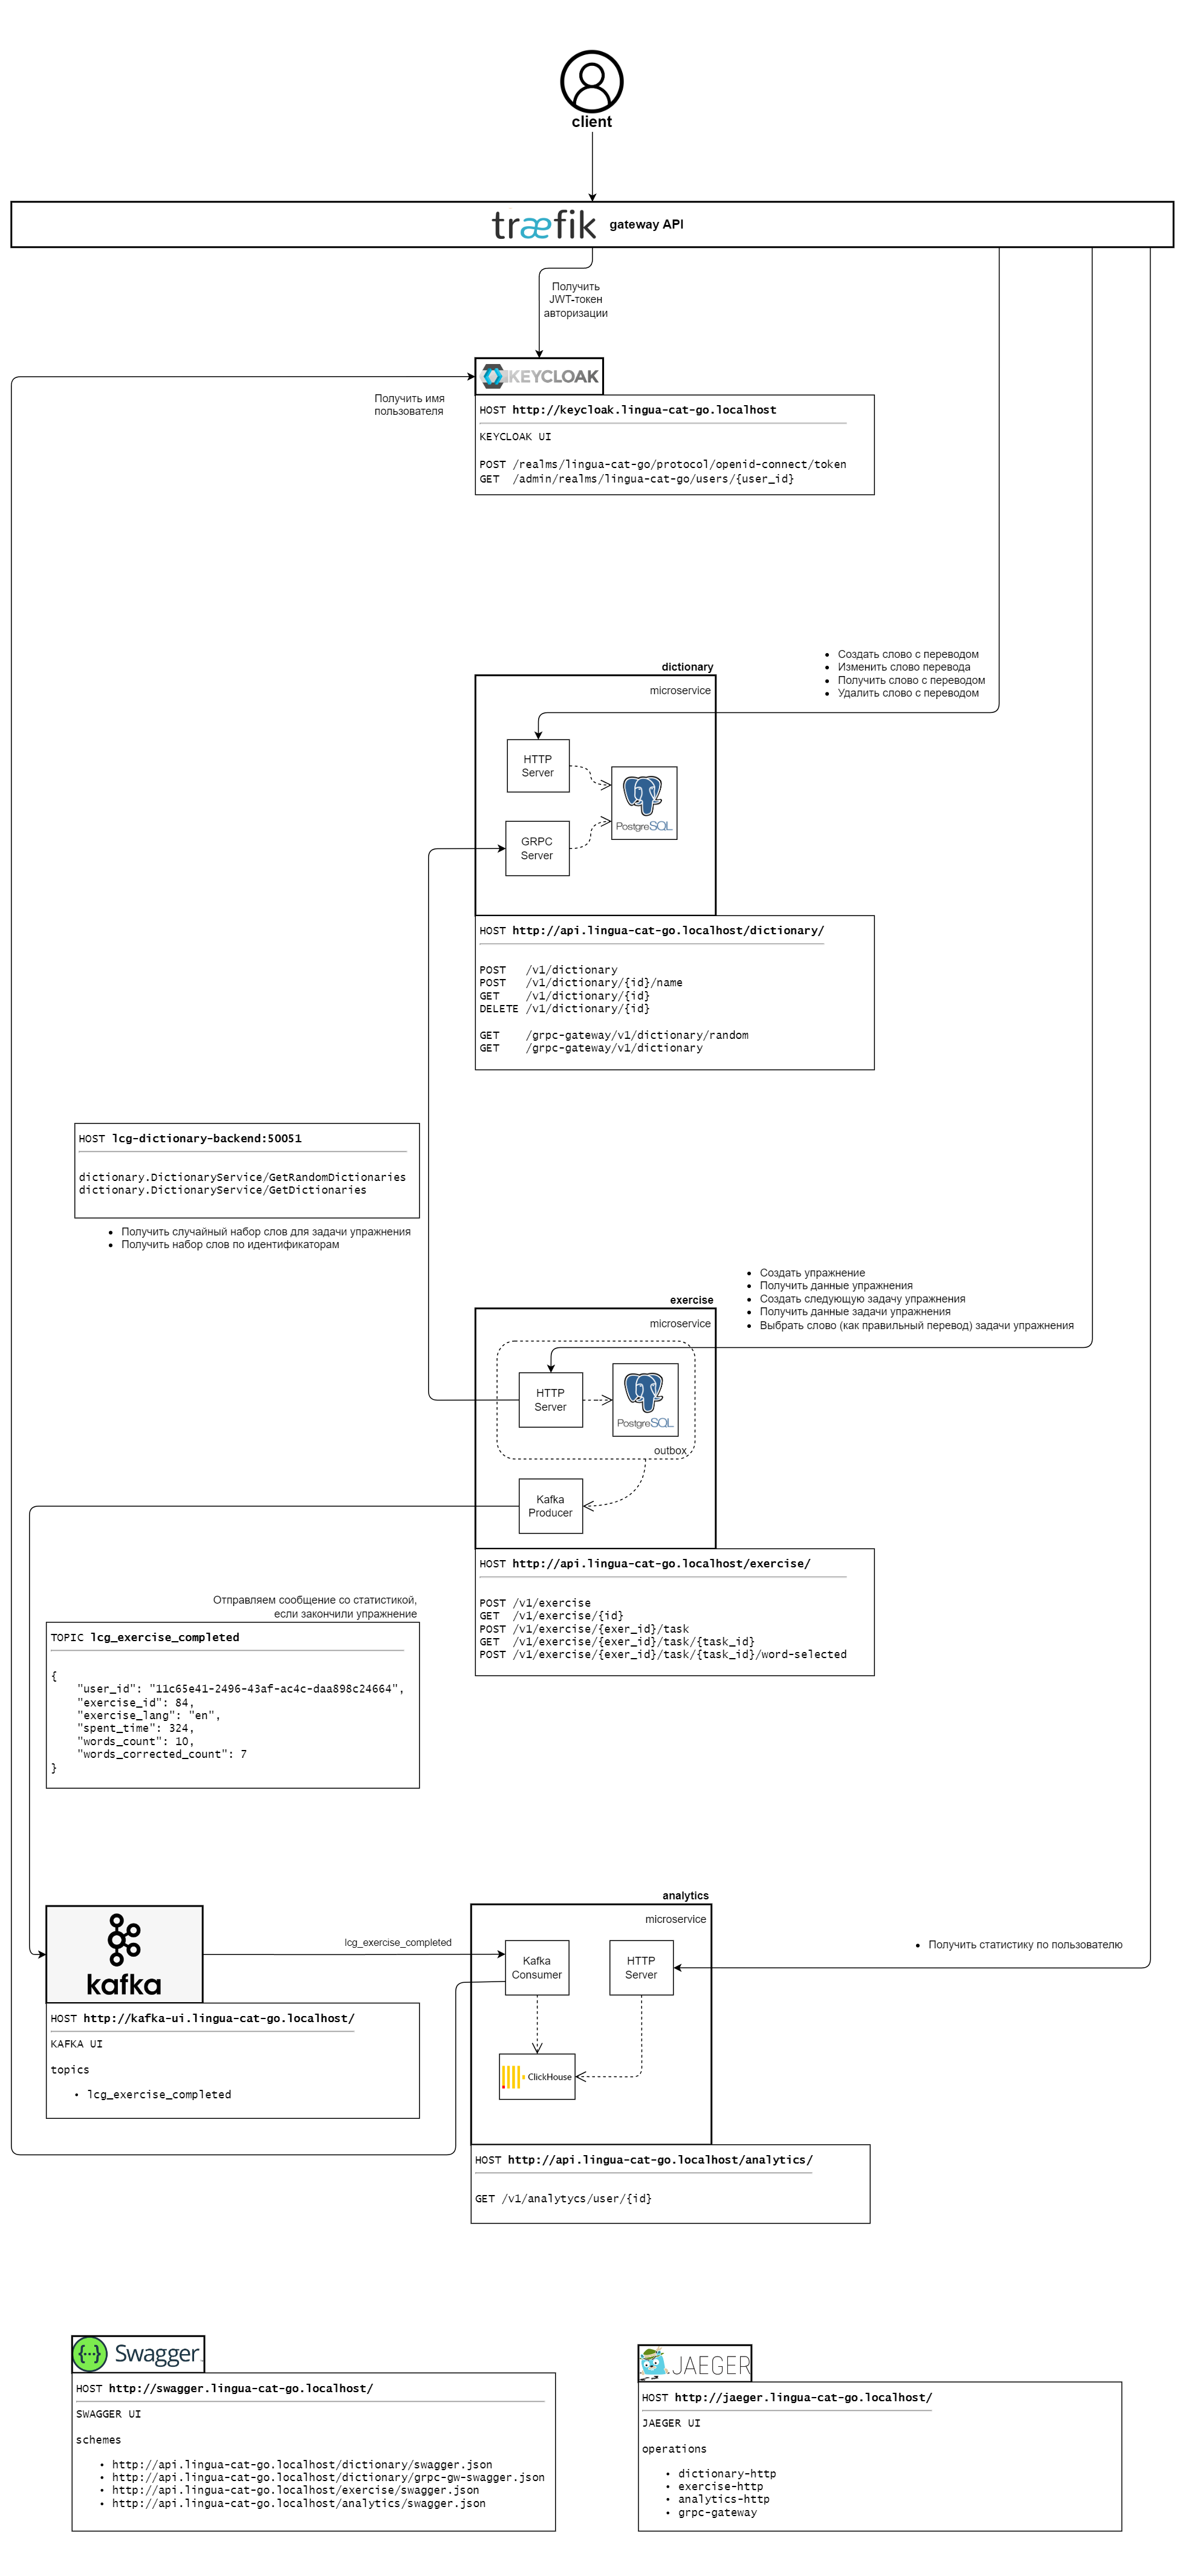 client
træfik gateway API
Получить
JWT-токен
авторизации
KEYCLOAK
Получить имя
пользователя
HOST http://keycloak.lingua-cat-go.localhost
KEYCLOAK UI
POST /realms/lingua-cat-go/protocol/openid-connect/token
GET /admin/realms/lingua-cat-go/users/{user_id}
• Создать слово с переводом
• Изменить слово перевода
• Получить слово с переводом
• Удалить слово с переводом
dictionary
microservice
HTTP
Server
PostgreSQL
GRPC
Server
HOST http://api.lingua-cat-go.localhost/dictionary/
POST /v1/dictionary
POST /v1/dictionary/{id}/name
GET /v1/dictionary/{id}
DELETE /v1/dictionary/{id}
GET /grpc-gateway/v1/dictionary/random
GET /grpc-gateway/v1/dictionary
HOST lcg-dictionary-backend:50051
dictionary.DictionaryService/GetRandomDictionaries
dictionary.DictionaryService/GetDictionaries
• Получить случайный набор слов для задачи упражнения
• Получить набор слов по идентификаторам
• Создать упражнение
• Получить данные упражнения
• Создать следующую задачу упражнения
• Получить данные задачи упражнения
• Выбрать слово (как правильный перевод) задачи упражнения
exercise
microservice
HTTP
Server
PostgreSQL
outbox
Kafka
Producer
HOST http://api.lingua-cat-go.localhost/exercise/
POST /v1/exercise
GET /v1/exercise/{id}
POST /v1/exercise/{exer_id}/task
GET /v1/exercise/{exer_id}/task/{task_id}
POST /v1/exercise/{exer_id}/task/{task_id}/word-selected
Отправляем сообщение со статистикой,
если закончили упражнение
TOPIC lcg_exercise_completed
{
"user_id": "11c65e41-2496-43af-ac4c-daa898c24664",
"exercise_id": 84,
"exercise_lang": "en",
"spent_time": 324,
"words_count": 10,
"words_corrected_count": 7
}
analytics
microservice
kafka
lcg_exercise_completed
Kafka
Consumer
HTTP
Server
• Получить статистику по пользователю
ClickHouse
HOST http://kafka-ui.lingua-cat-go.localhost/
KAFKA UI
topics
• lcg_exercise_completed
HOST http://api.lingua-cat-go.localhost/analytics/
GET /v1/analytycs/user/{id}
Swagger
HOST http://swagger.lingua-cat-go.localhost/
SWAGGER UI
schemes
• http://api.lingua-cat-go.localhost/dictionary/swagger.json
• http://api.lingua-cat-go.localhost/dictionary/grpc-gw-swagger.json
• http://api.lingua-cat-go.localhost/exercise/swagger.json
• http://api.lingua-cat-go.localhost/analytics/swagger.json
JAEGER
HOST http://jaeger.lingua-cat-go.localhost/
JAEGER UI
operations
• dictionary-http
• exercise-http
• analytics-http
• grpc-gateway